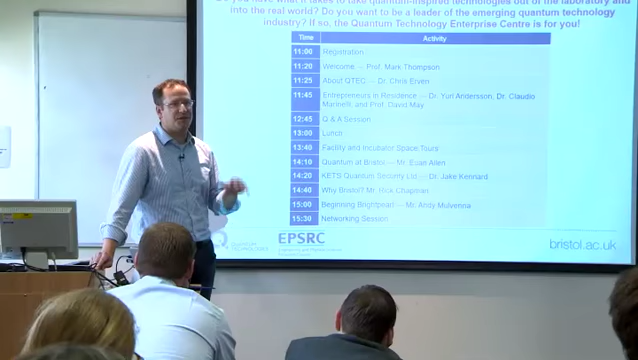 Do you have what it takes to take quantum-inspired technologies out of the laboratory and
into the real world? Do you want to be a leader of the emerging quantum technology
industry? If so, the Quantum Technology Enterprise Centre is for you!
Time Activity
11:00 Registration
11:20 Welcome — Prof. Mark Thompson
11:25 About QTEC — Dr. Chris Erven
11:45 Entrepreneurs in Residence — Dr. Yuri Andersson, Dr. Claudio
Marinelli, and Prof. David May
12:45 Q & A Session
13:00 Lunch
13:40 Facility and Incubator Space Tours
14:10 Quantum at Bristol — Mr. Euan Allen
14:20 KETS Quantum Security Ltd — Dr. Jake Kennard
14:40 Why Bristol? Mr. Nick Chapman
15:00 Beginning Brightpearl — Mr. Andy Mulvenna
15:30 Networking Session
QUANTUM
TECHNOLOGIES
EPSRC
bristol.ac.uk